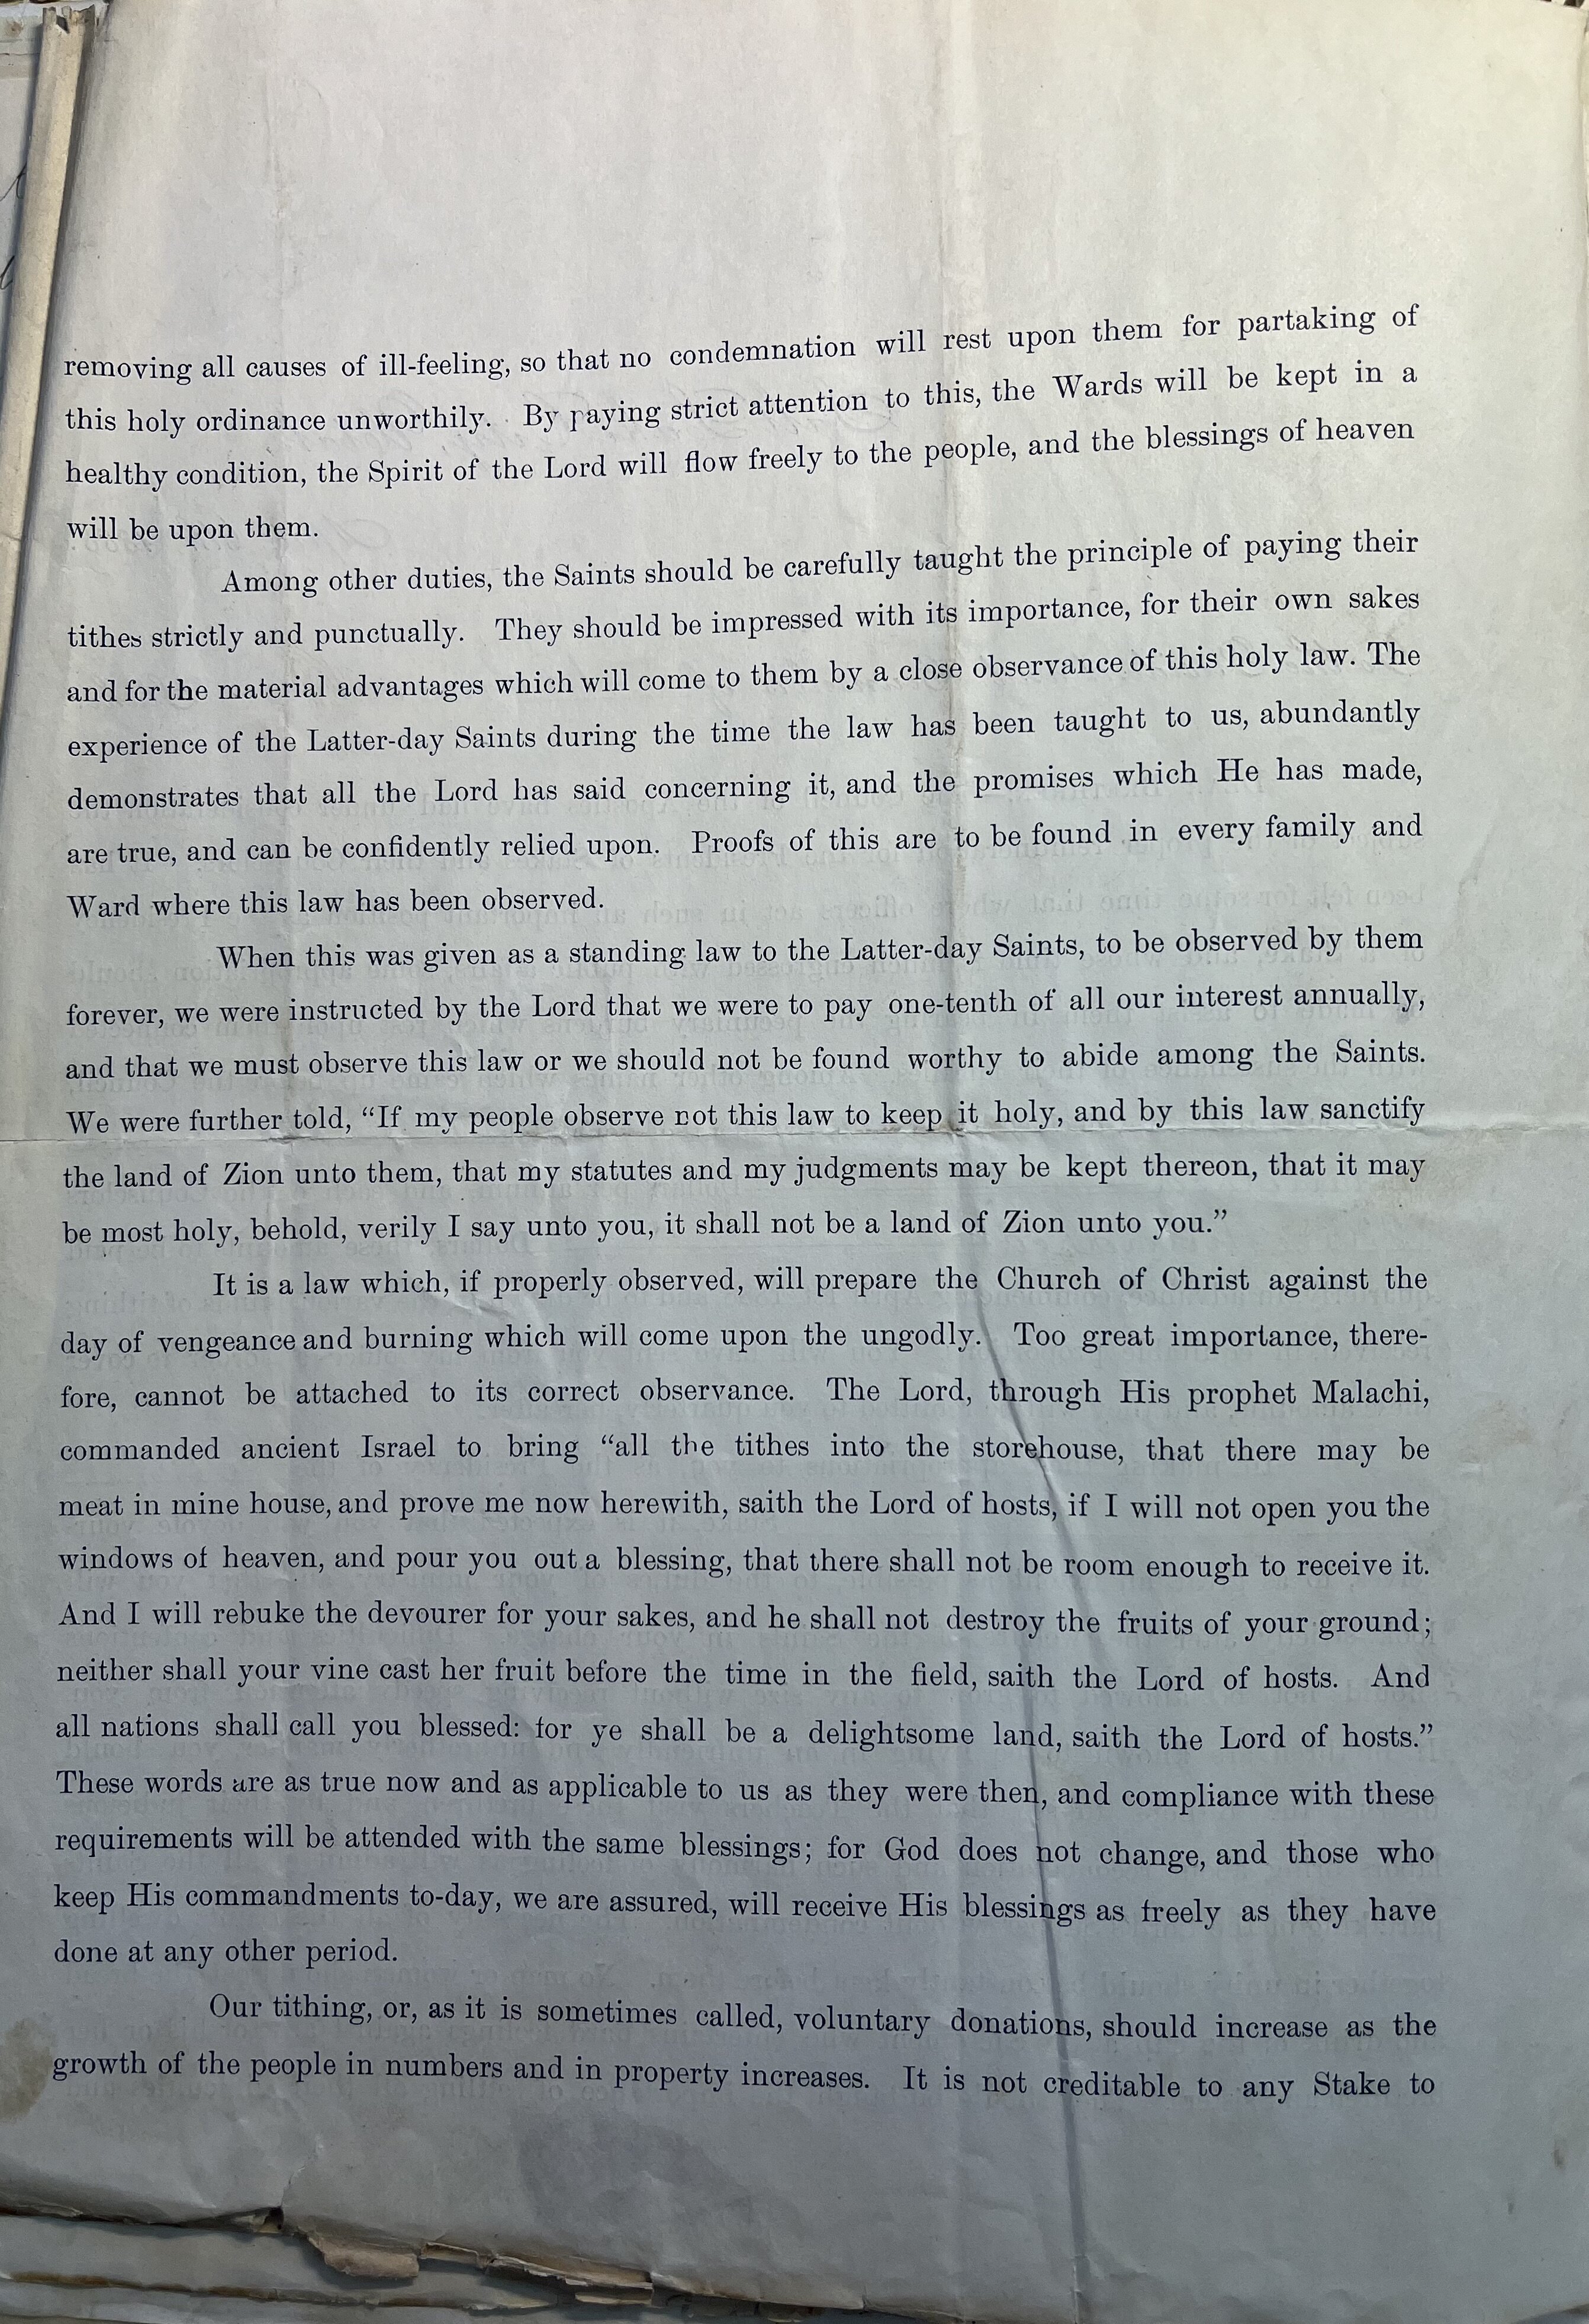 removing all causes of ill-feeling, so that no condemnation will rest upon them for partaking of
this holy ordinance unworthily. By paying strict attention to this, the Wards will be kept in a
healthy condition, the Spirit of the Lord will flow freely to the people, and the blessings of heaven
will be upon them.
Among other duties, the Saints should be carefully taught the principle of paying their
tithes strictly and punctually. They should be impressed with its importance, for their own sakes
and for the material advantages which will come to them by a close observance of this holy law. The
experience of the Latter-day Saints during the time the law has been taught to us, abundantly
demonstrates that all the Lord has said concerning it, and the promises which He has made,
are true, and can be confidently relied upon. Proofs of this are to be found in every family and
Ward where this law has been observed.
When this was given as a standing law to the Latter-day Saints, to be observed by them
forever, we were instructed by the Lord that we were to pay one-tenth of all our interest annually,
and that we must observe this law or we should not be found worthy to abide among the Saints.
We were further told, “If my people observe not this law to keep it holy, and by this law sanctify
the land of Zion unto them, that my statutes and my judgments may be kept thereon, that it may
be most holy, behold, verily I say unto you, it shall not be a land of Zion unto you.”
It is a law which, if properly observed, will prepare the Church of Christ against the
day of vengeance and burning which will come upon the ungodly. Too great importance, there-
fore, cannot be attached to its correct observance. The Lord, through His prophet Malachi,
commanded ancient Israel to bring “all the tithes into the storehouse, that there may be
meat in mine house, and prove me now herewith, saith the Lord of hosts, if I will not open you the
windows of heaven, and pour you out a blessing, that there shall not be room enough to receive it.
And I will rebuke the devourer for your sakes, and he shall not destroy the fruits of your ground;
neither shall your vine cast her fruit before the time in the field, saith the Lord of hosts. And
all nations shall call you blessed: for ye shall be a delightsome land, saith the Lord of hosts.”
These words are as true now and as applicable to us as they were then, and compliance with these
requirements will be attended with the same blessings; for God does not change, and those who
keep His commandments to-day, we are assured, will receive His blessings as freely as they have
done at any other period.
Our tithing, or, as it is sometimes called, voluntary donations, should increase as the
growth of the people in numbers and in property increases. It is not creditable to any Stake to